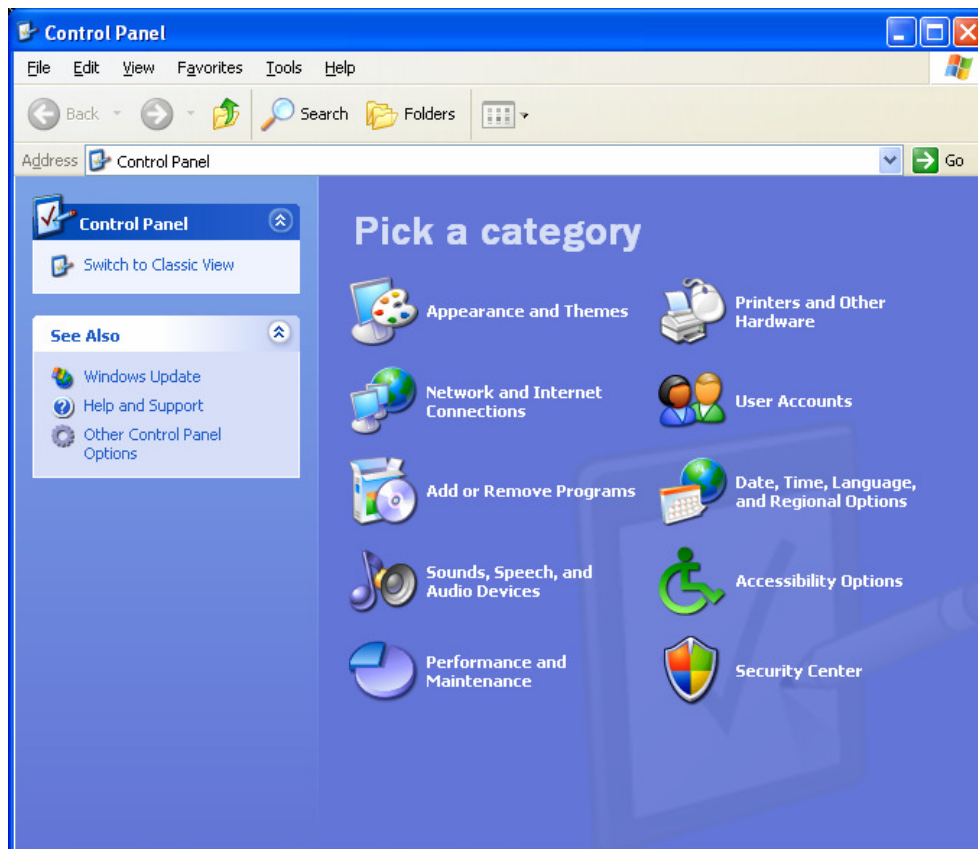 Control Panel
File Edit View Favorites Tools Help
Back Search Folders
Address Control Panel Go
Control Panel
Switch to Classic View
See Also
Windows Update
Help and Support
Other Control Panel
Options
Pick a category
Appearance and Themes
Printers and Other
Hardware
Network and Internet
Connections
User Accounts
Add or Remove Programs
Date, Time, Language,
and Regional Options
Sounds, Speech, and
Audio Devices
Accessibility Options
Performance and
Maintenance
Security Center